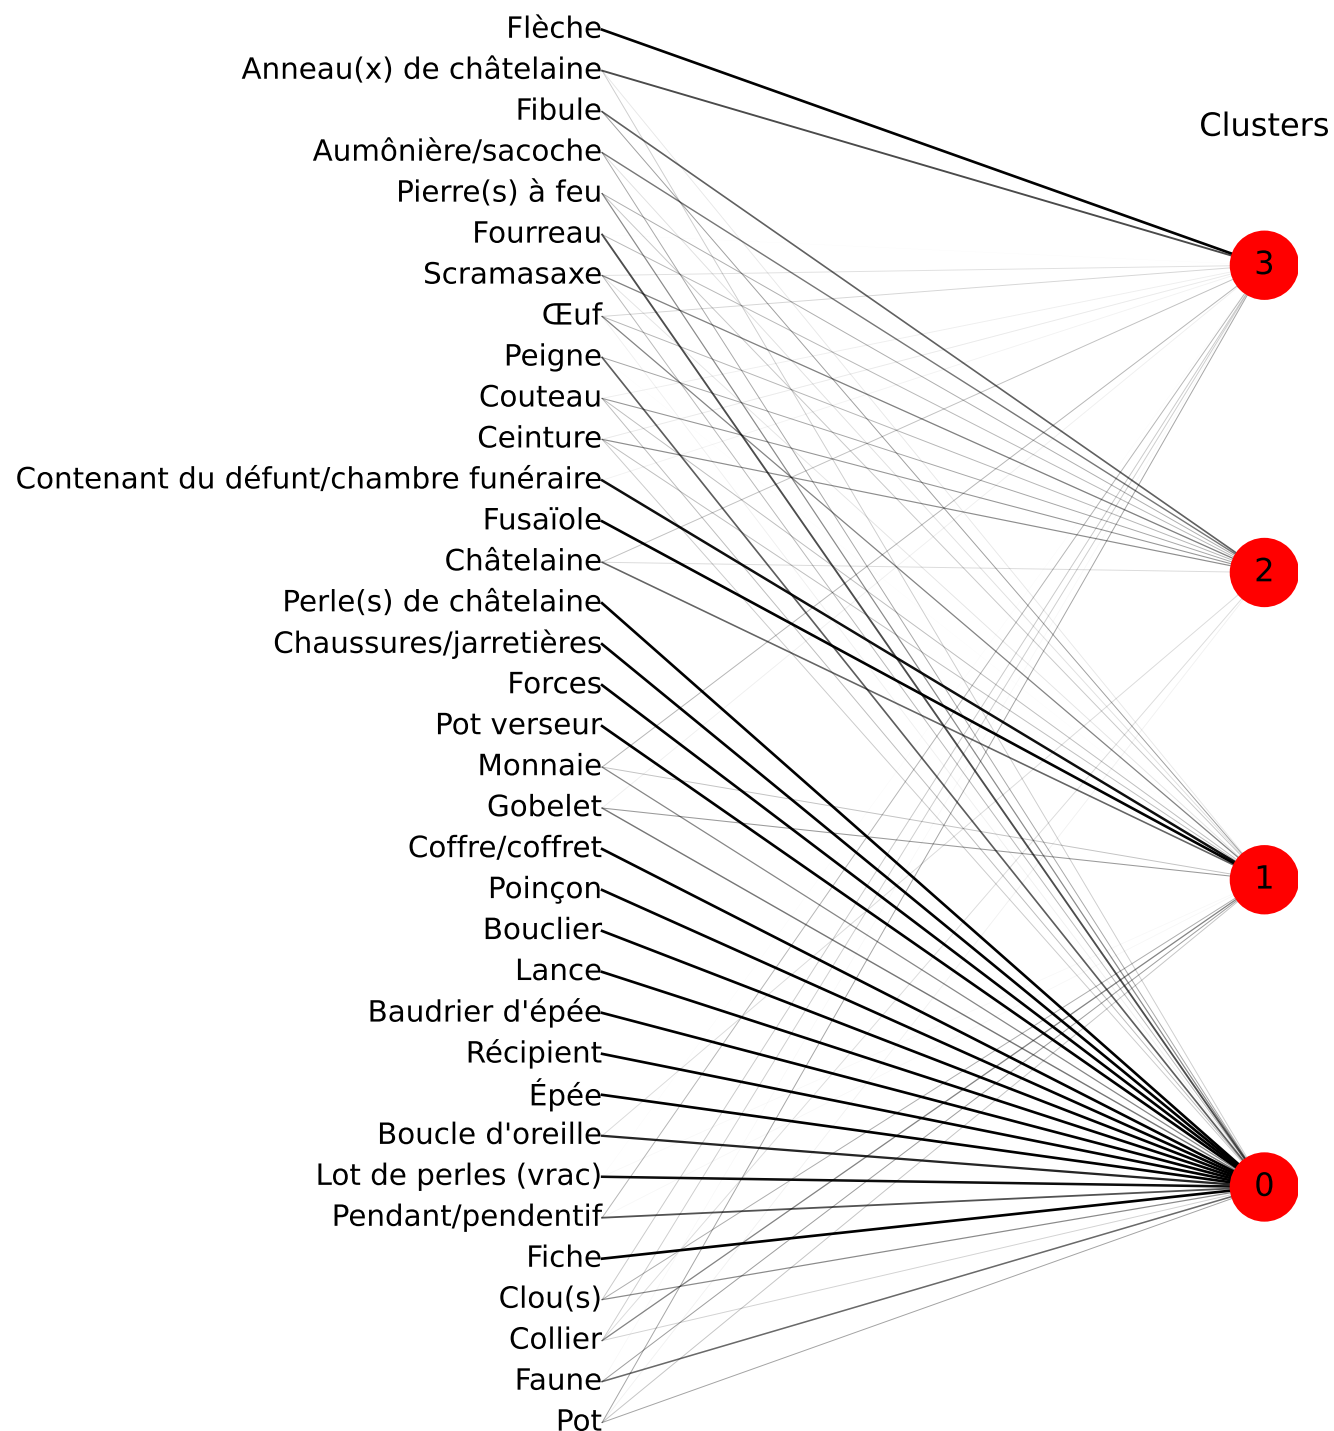 Flèche
Anneau(x) de châtelaine
Fibule
Clusters
Aumônière/sacoche
Pierre(s) à feu
Fourreau
3
Scramasaxe
Œuf
Peigne
Couteau
Ceinture
Contenant du défunt/chambre funéraire
Fusaïole
Châtelaine
2
Perle(s) de châtelaine
Chaussures/jarretières
Forces
Pot verseur
Monnaie
Gobelet
Coffre/coffret
1
Poinçon
Bouclier
Lance
Baudrier d'épée
Récipient
Épée
Boucle d'oreille
Lot de perles (vrac)
0
Pendant/pendentif
Fiche
Clou(s)
Collier
Faune
Pot